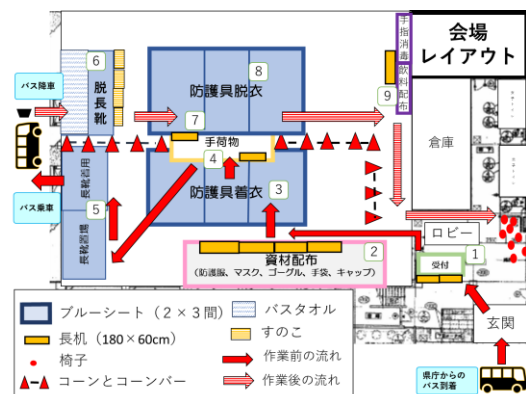 会場
レイアウト
手指消毒
飲料配布
9
6
脱長靴
バス降車
8
防護具脱衣
7
手荷物
4
倉庫
防護具着衣
3
長靴着用
バス乗車
5
長靴置場
ロビー
2
資材配布
(防護服、マスク、ゴーグル、手袋、キャップ)
1
受付
玄関
ブルーシート(2×3間)
バスタオル
長机(180×60cm)
すのこ
椅子
作業前の流れ
コーンとコーンバー
作業後の流れ
県庁からの
バス到着